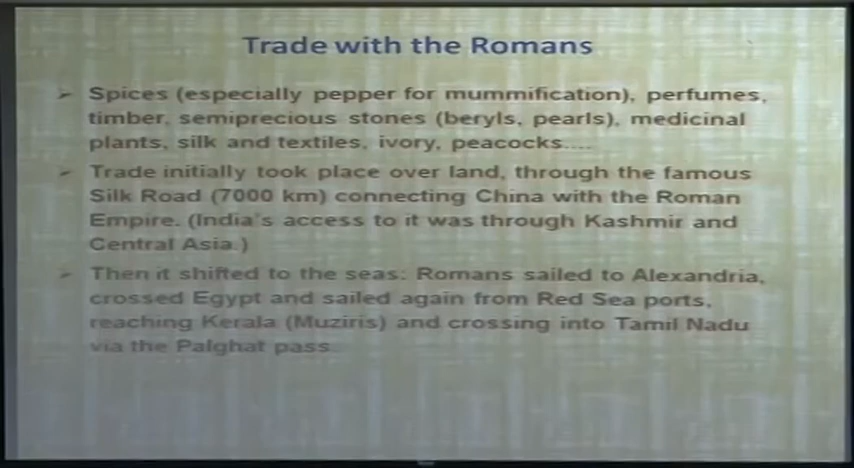 Trade with the Romans
➢ Spices (especially pepper for mummification), perfumes,
timber, semiprecious stones (beryls, pearls), medicinal
plants, silk and textiles, ivory, peacocks....
➢ Trade initially took place over land, through the famous
Silk Road (7000 km) connecting China with the Roman
Empire. (India's access to it was through Kashmir and
Central Asia.)
➢ Then it shifted to the seas: Romans sailed to Alexandria,
crossed Egypt and sailed again from Red Sea ports,
reaching Kerala (Muziris) and crossing into Tamil Nadu
via the Palghat pass.